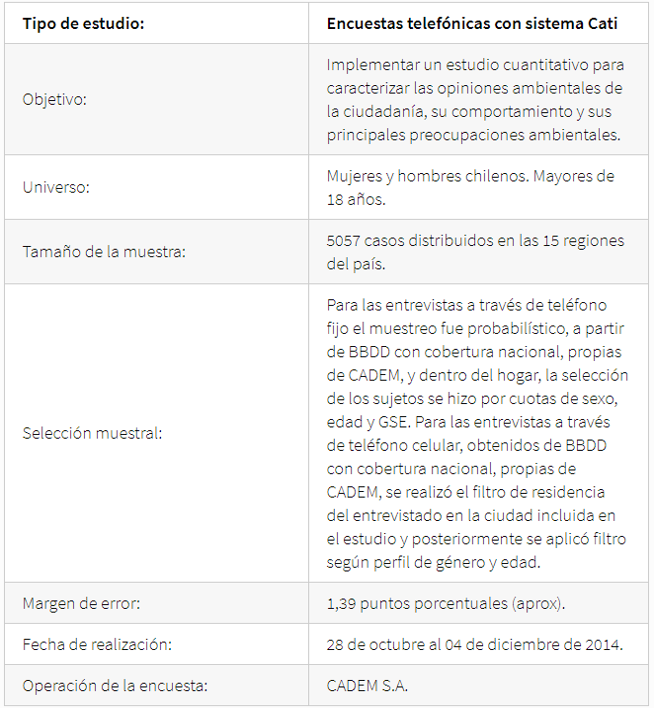 Tipo de estudio: Encuestas telefónicas con sistema Cati
Objetivo: Implementar un estudio cuantitativo para
caracterizar las opiniones ambientales de
la ciudadanía, su comportamiento y sus
principales preocupaciones ambientales.
Universo: Mujeres y hombres chilenos. Mayores de
18 años.
Tamaño de la muestra: 5057 casos distribuidos en las 15 regiones
del país.
Selección muestral: Para las entrevistas a través de teléfono
fijo el muestreo fue probabilístico, a partir
de BBDD con cobertura nacional, propias
de CADEM, y dentro del hogar, la selección
de los sujetos se hizo por cuotas de sexo,
edad y GSE. Para las entrevistas a través
de teléfono celular, obtenidos de BBDD
con cobertura nacional, propias de
CADEM, se realizó el filtro de residencia
del entrevistado en la ciudad incluida en
el estudio y posteriormente se aplicó filtro
según perfil de género y edad.
Margen de error: 1,39 puntos porcentuales (aprox).
Fecha de realización: 28 de octubre al 04 de diciembre de 2014.
Operación de la encuesta: CADEM S.A.